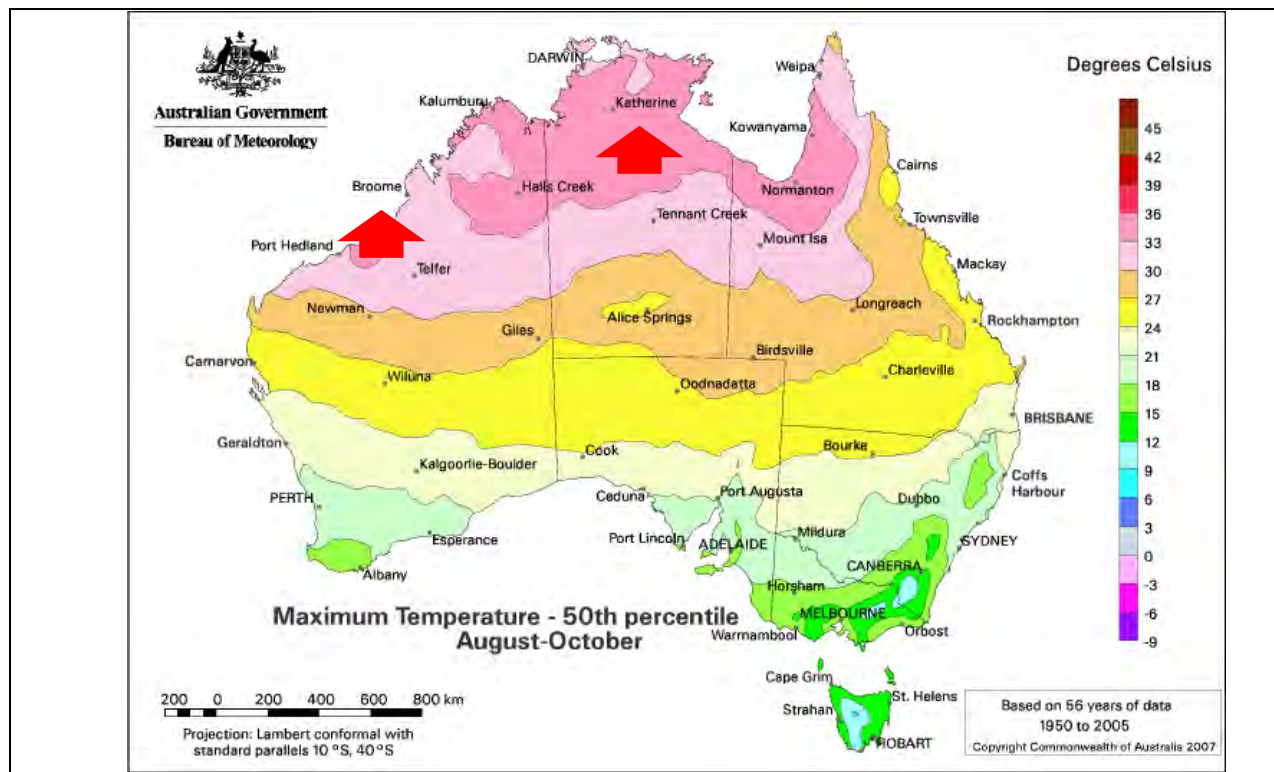 DARWIN
Weipa
Degrees Celsius
Australian Government
Bureau of Meteorology
Kalumburu
Katherine
Kowanyama
Cairns
Broome
Halls Creek
Normanton
Tennant Creek
Townsville
Port Hedland
Telfer
Mount Isa
Mackay
Newman
Giles
Alice Springs
Longreach
Rockhampton
Birdsville
Carnarvon
Wiluna
Oodnadatta
Charleville
BRISBANE
Geraldton
Kalgoorlie-Boulder
Cook
Bourke
Coffs
Harbour
PERTH
Ceduna
Port Augusta
Dubbo
Esperance
Port Lincoln
ADELAIDE
Mildura
SYDNEY
Albany
Horsham
CANBERRA
MELBOURNE
Warrnambool
Orbost
Cape Grim
St. Helens
Strahan
HOBART
45
42
39
36
33
30
27
24
21
18
15
12
9
6
3
0
-3
-6
-9
Maximum Temperature - 50th percentile
August-October
200 0 200 400 600 800 km
Projection: Lambert conformal with
standard parallels 10 °S, 40 °S
Based on 56 years of data
1950 to 2005
Copyright Commonwealth of Australia 2007